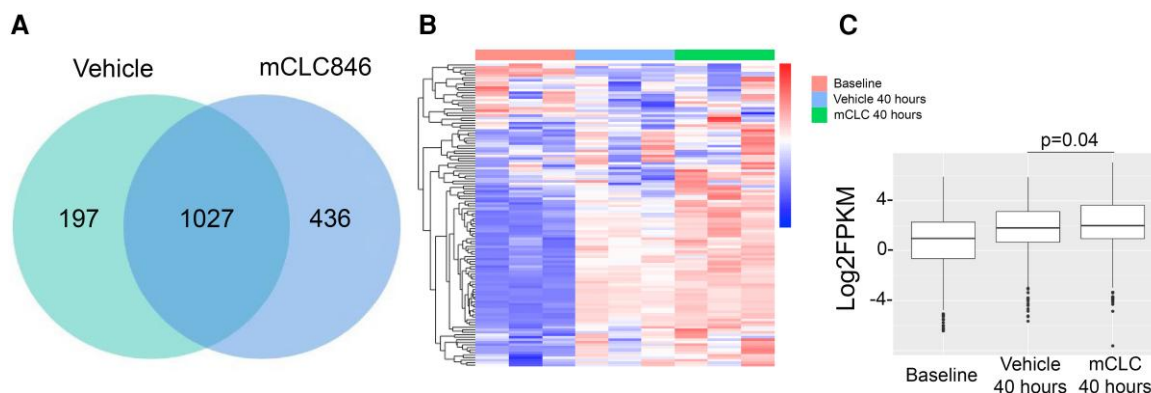 A
Vehicle
mCLC846
197
1027
436
B
Baseline
Vehicle 40 hours
mCLC 40 hours
C
p=0.04
Log2FPKM
4
0
-4
Baseline
Vehicle
40 hours
mCLC
40 hours